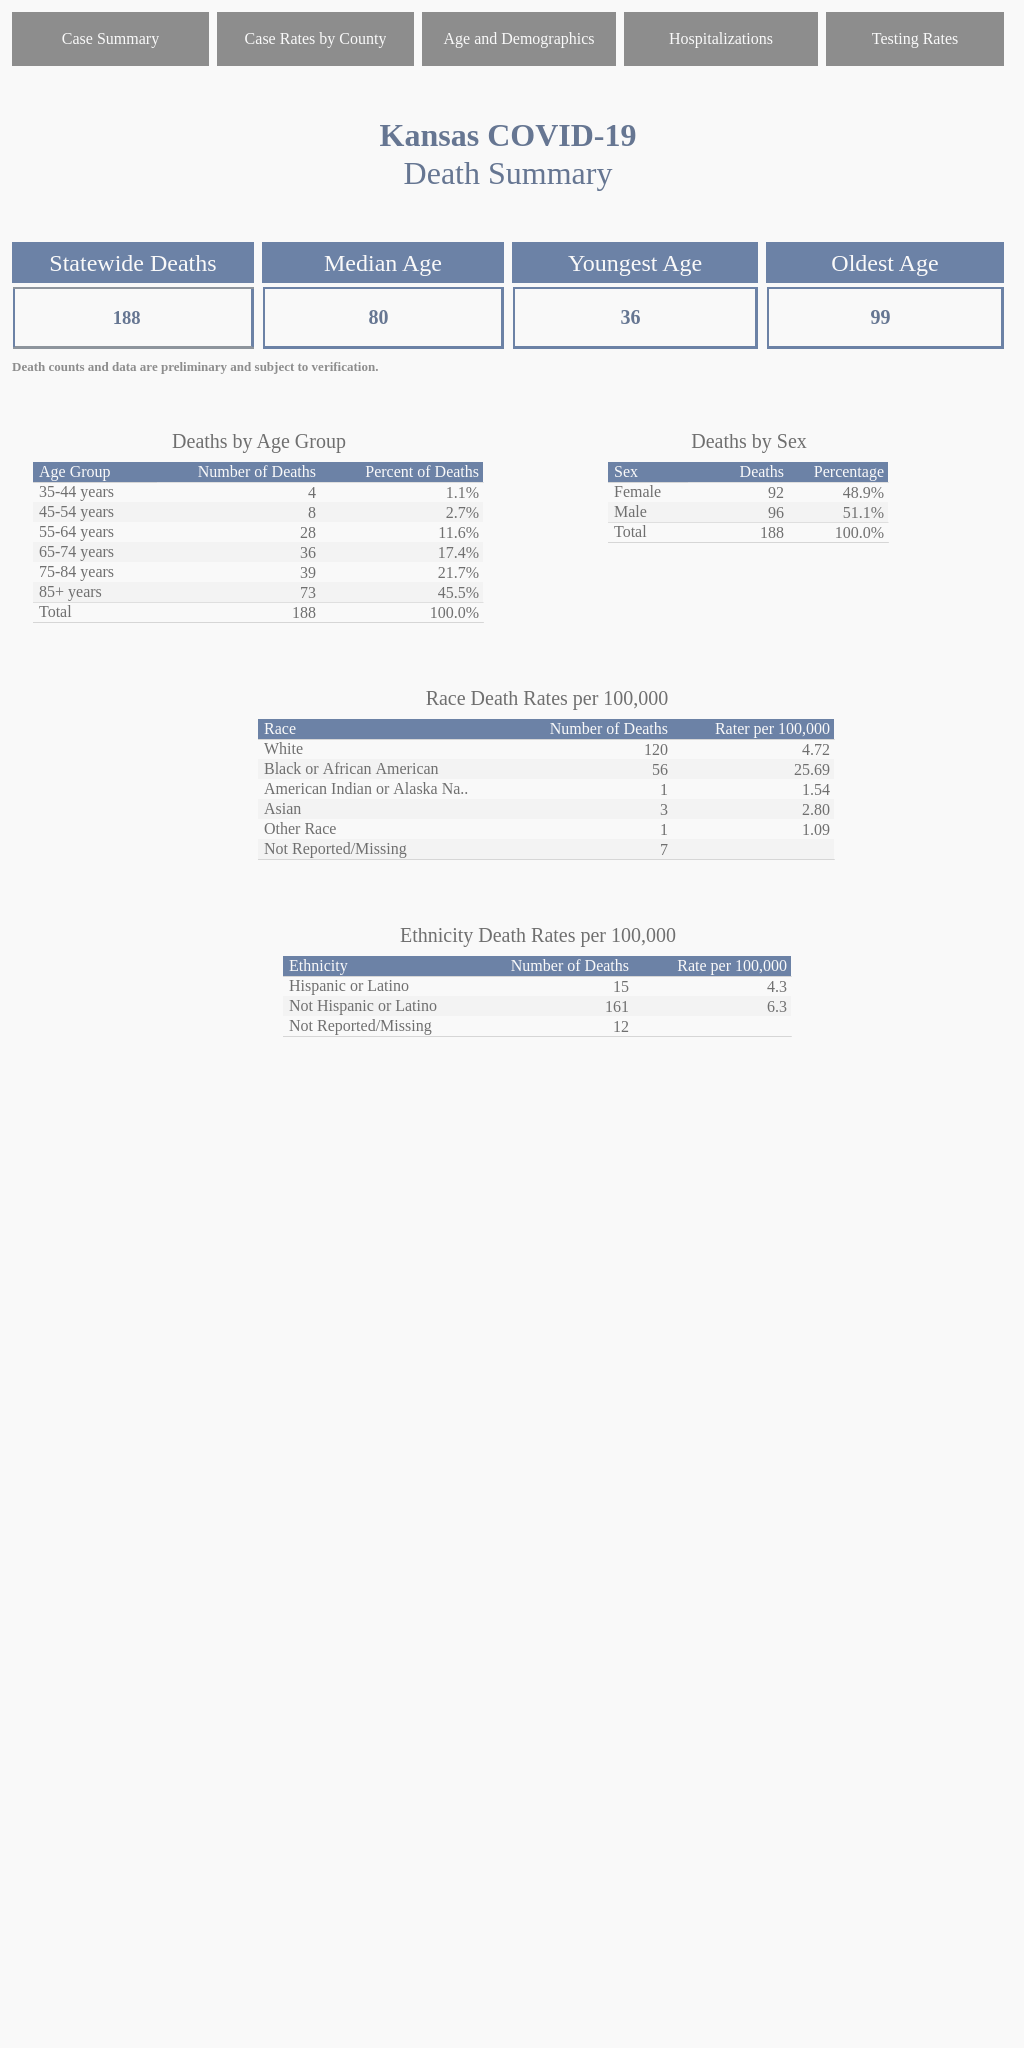 Case Summary Case Rates by County Age and Demographics Hospitalizations Testing Rates
Kansas COVID-19
Death Summary
Statewide Deaths Median Age Youngest Age Oldest Age
188 80 36 99
Death counts and data are preliminary and subject to verification.
Deaths by Age Group
Age Group Number of Deaths Percent of Deaths
35-44 years 4 1.1%
45-54 years 8 2.7%
55-64 years 28 11.6%
65-74 years 36 17.4%
75-84 years 39 21.7%
85+ years 73 45.5%
Total 188 100.0%
Deaths by Sex
Sex Deaths Percentage
Female 92 48.9%
Male 96 51.1%
Total 188 100.0%
Race Death Rates per 100,000
Race Number of Deaths Rater per 100,000
White 120 4.72
Black or African American 56 25.69
American Indian or Alaska Na.. 1 1.54
Asian 3 2.80
Other Race 1 1.09
Not Reported/Missing 7
Ethnicity Death Rates per 100,000
Ethnicity Number of Deaths Rate per 100,000
Hispanic or Latino 15 4.3
Not Hispanic or Latino 161 6.3
Not Reported/Missing 12